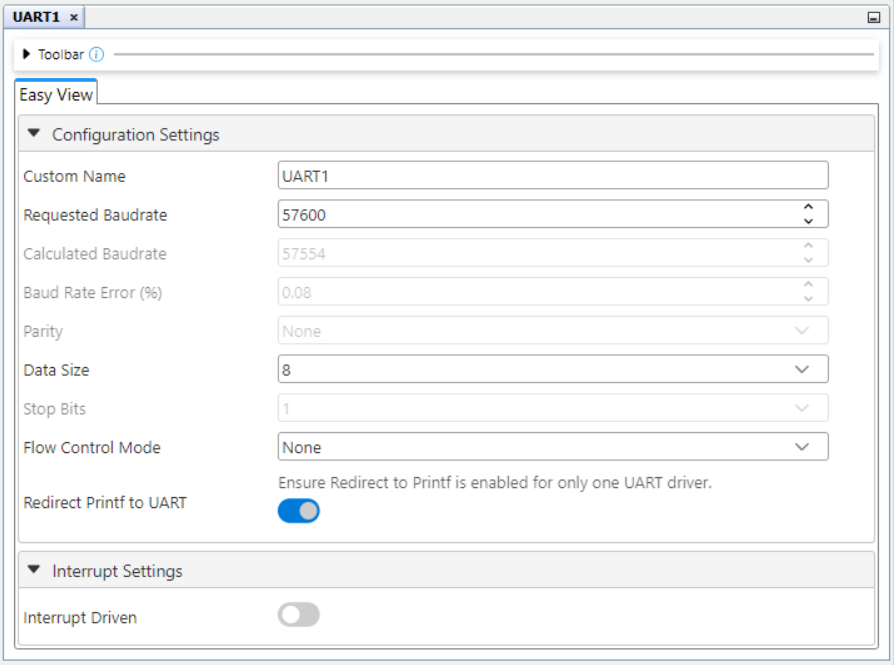 UART1 ×
Toolbar i
Easy View
Configuration Settings
Custom Name UART1
Requested Baudrate 57600
Calculated Baudrate 57554
Baud Rate Error (%) 0.08
Parity None
Data Size 8
Stop Bits 1
Flow Control Mode None
Ensure Redirect to Printf is enabled for only one UART driver.
Redirect Printf to UART
Interrupt Settings
Interrupt Driven